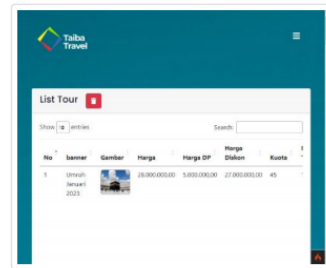 Taiba
Travel
List Tour
Show 10 entries
Search:
No banner Gambar Harga Harga DP Harga Diskon Kuota
1 Umroh Januari 2023 28.000.000,00 5.000.000,00 27.000.000,00 45